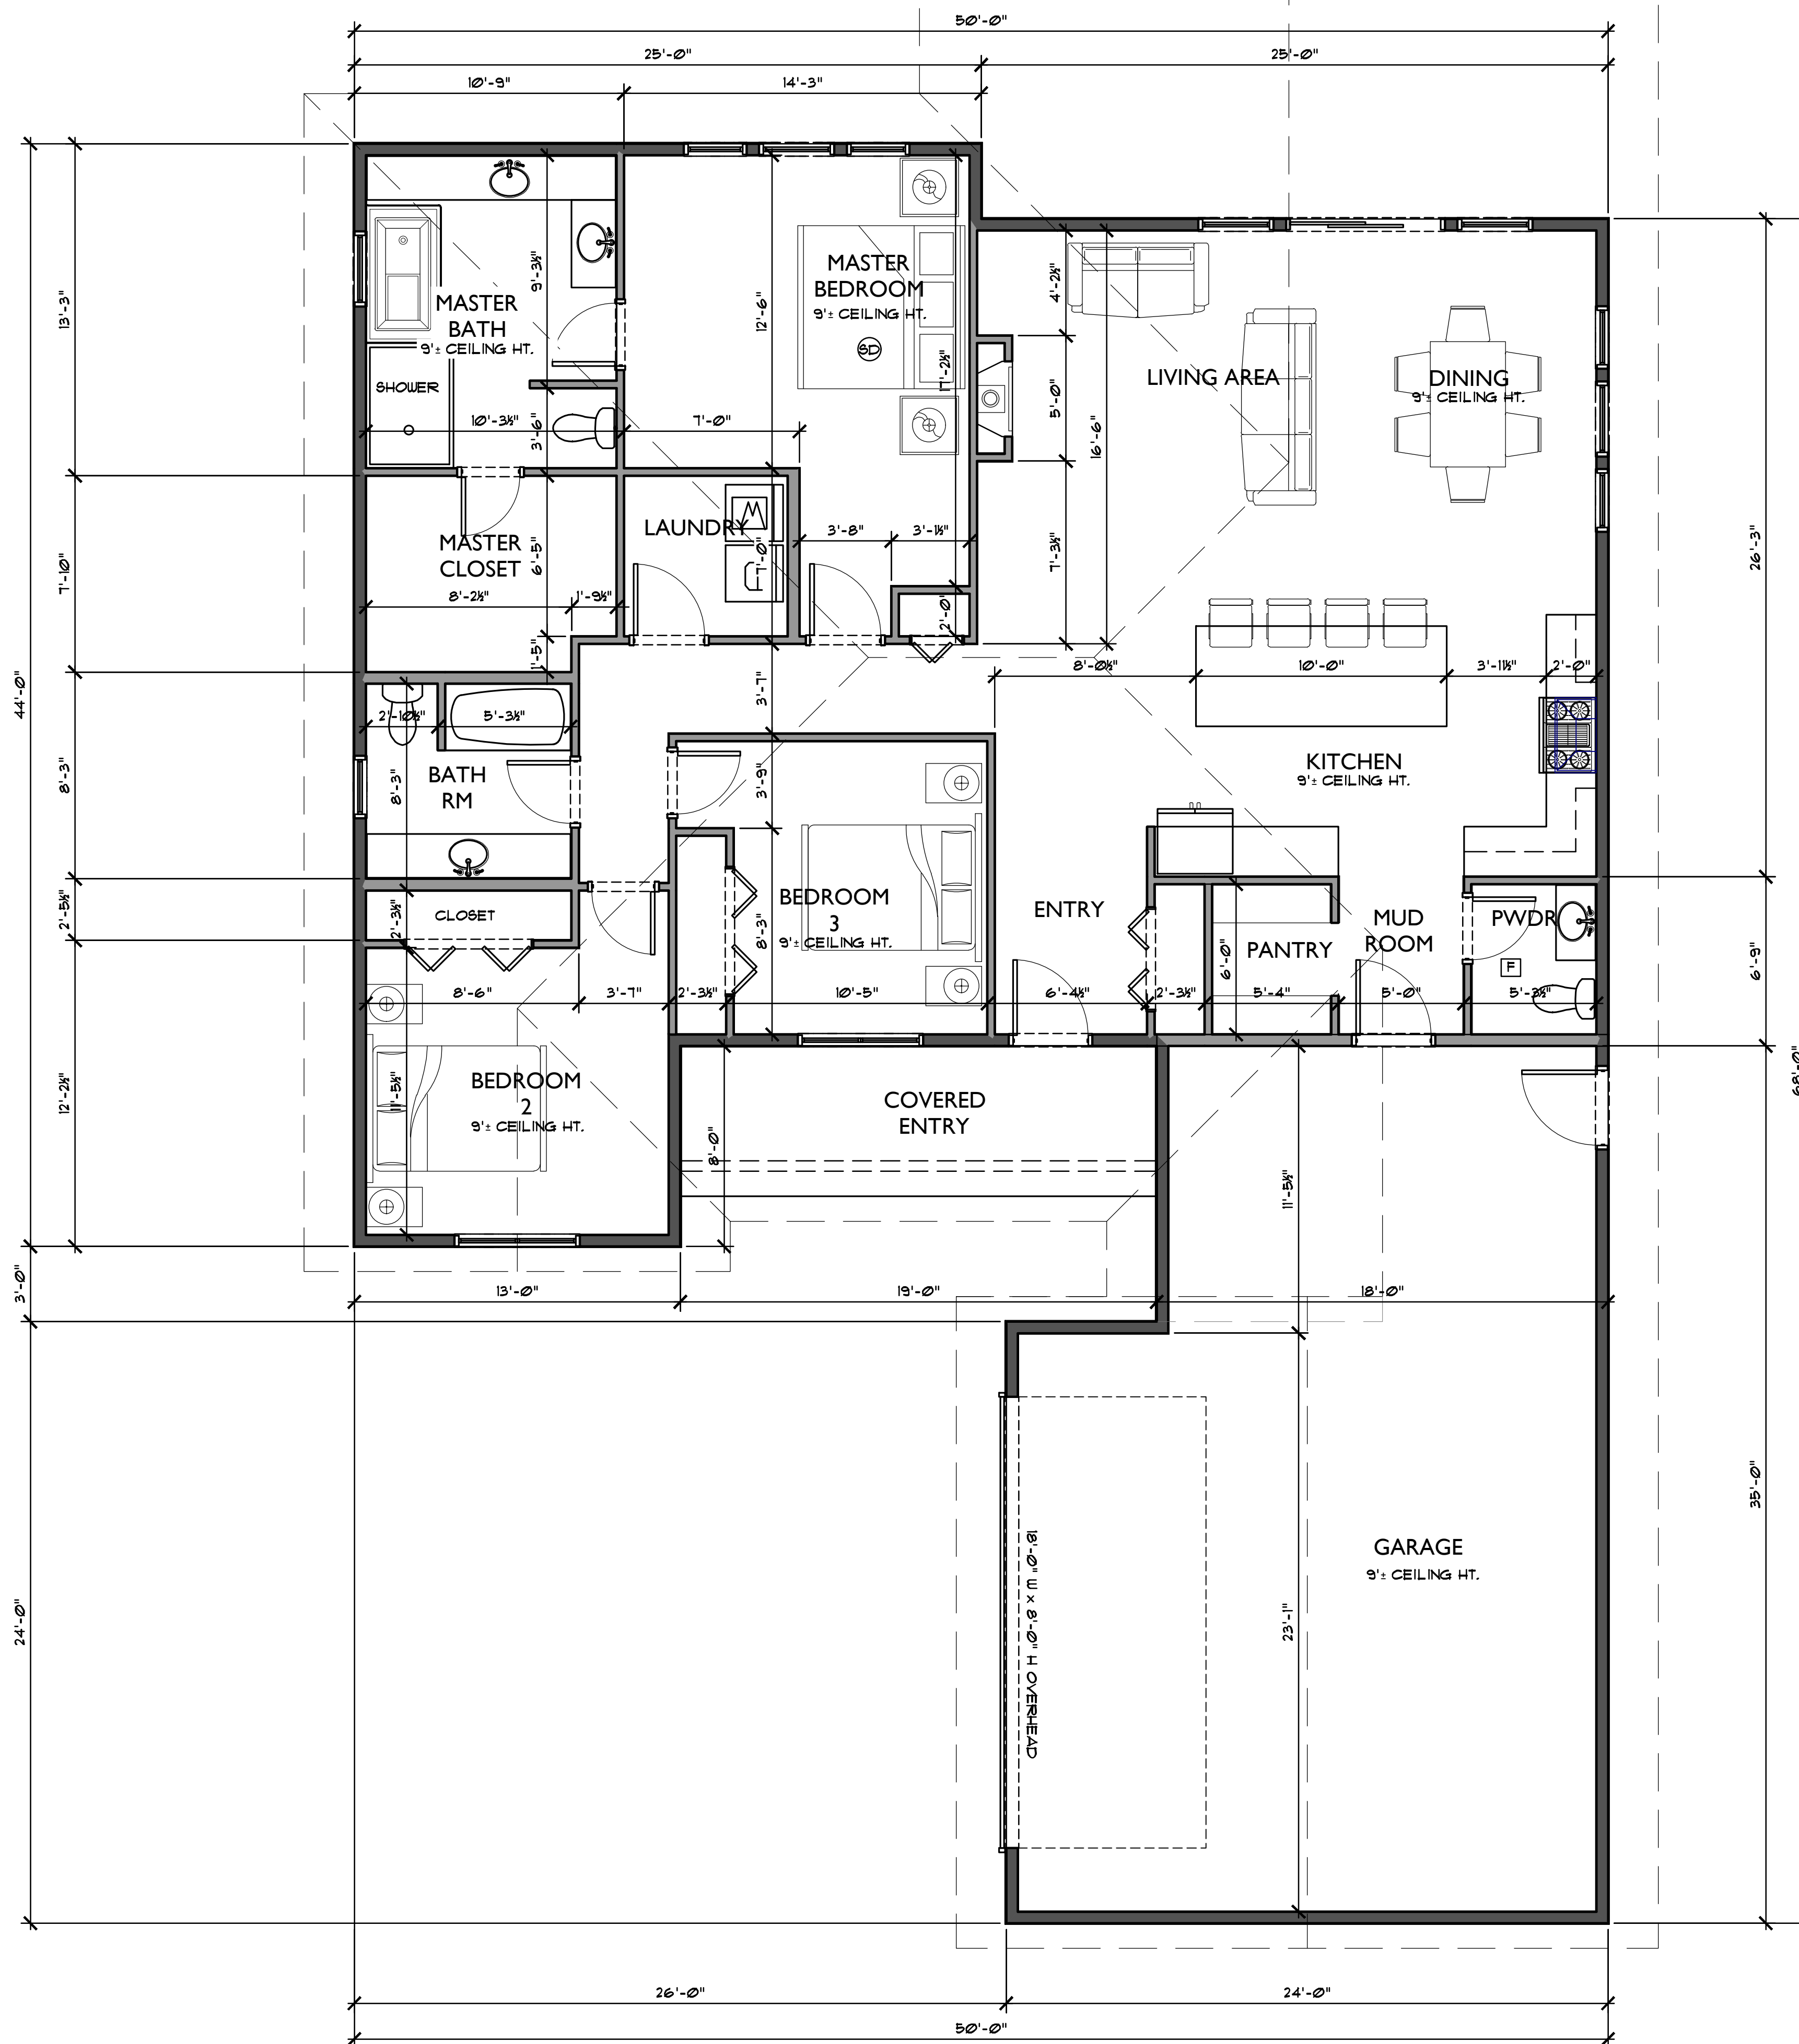 50'-0"
25'-0"
25'-0"
10'-9"
14'-3"
MASTER
BATH
9'± CEILING HT.
9'-3½"
12'-6"
MASTER
BEDROOM
9'± CEILING HT.
SD
17'-2½"
4'-2½"
5'-0"
16'-6"
7'-3½"
LIVING AREA
DINING
9'± CEILING HT.
13'-3"
SHOWER
10'-3½"
3'-6"
7'-0"
LAUNDRY
7'-0"
3'-8"
3'-1½"
MASTER
CLOSET
6'-5"
8'-2½"
1'-9½"
2'-0"
1'-5"
7'-10"
26'-3"
44'-0"
8'-0½"
10'-0"
3'-11½"
2'-0"
3'-7"
2'-10½"
5'-3½"
BATH
RM
8'-3"
8'-3"
3'-9"
KITCHEN
9'± CEILING HT.
BEDROOM
3
9'± CEILING HT.
8'-3"
ENTRY
PANTRY
6'-0"
MUD
ROOM
PWDR
F
CLOSET
2'-3½"
2'-5½"
6'-9"
8'-6"
3'-7"
2'-3½"
10'-5"
6'-4½"
2'-3½"
5'-4"
5'-0"
5'-3½"
68'-0"
BEDROOM
2
9'± CEILING HT.
11'-5½"
12'-2½"
COVERED
ENTRY
8'-0"
11'-5½"
3'-0"
13'-0"
19'-0"
18'-0"
35'-0"
GARAGE
9'± CEILING HT.
18'-0" W x 8'-0" H OVERHEAD
23'-1"
24'-0"
26'-0"
24'-0"
50'-0"